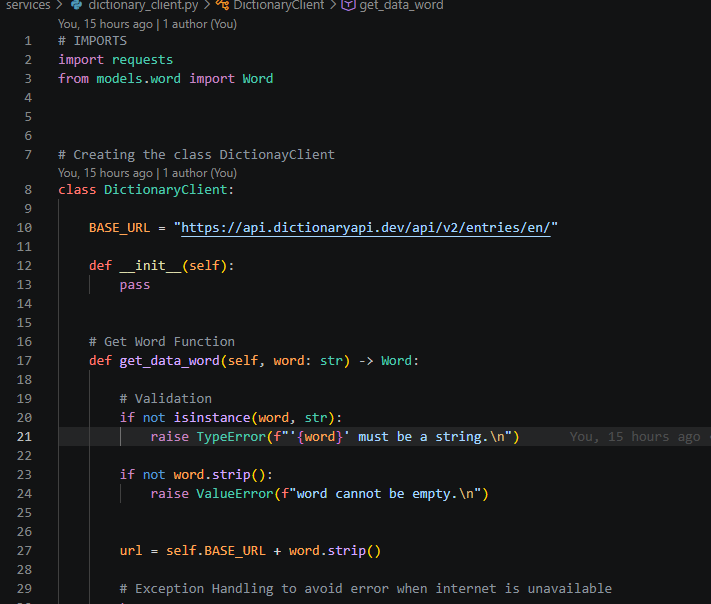 services > dictionary_client.py > DictionaryClient > get_data_word
You, 15 hours ago | 1 author (You)
1 # IMPORTS
2 import requests
3 from models.word import Word
4
5
6
7 # Creating the class DictionayClient
You, 15 hours ago | 1 author (You)
8 class DictionaryClient:
9
10     BASE_URL = "https://api.dictionaryapi.dev/api/v2/entries/en/"
11
12     def __init__(self):
13         pass
14
15
16     # Get Word Function
17     def get_data_word(self, word: str) -> Word:
18
19         # Validation
20         if not isinstance(word, str):
21             raise TypeError(f"'{word}' must be a string.\n") You, 15 hours ago
22
23         if not word.strip():
24             raise ValueError(f"word cannot be empty.\n")
25
26
27         url = self.BASE_URL + word.strip()
28
29         # Exception Handling to avoid error when internet is unavailable